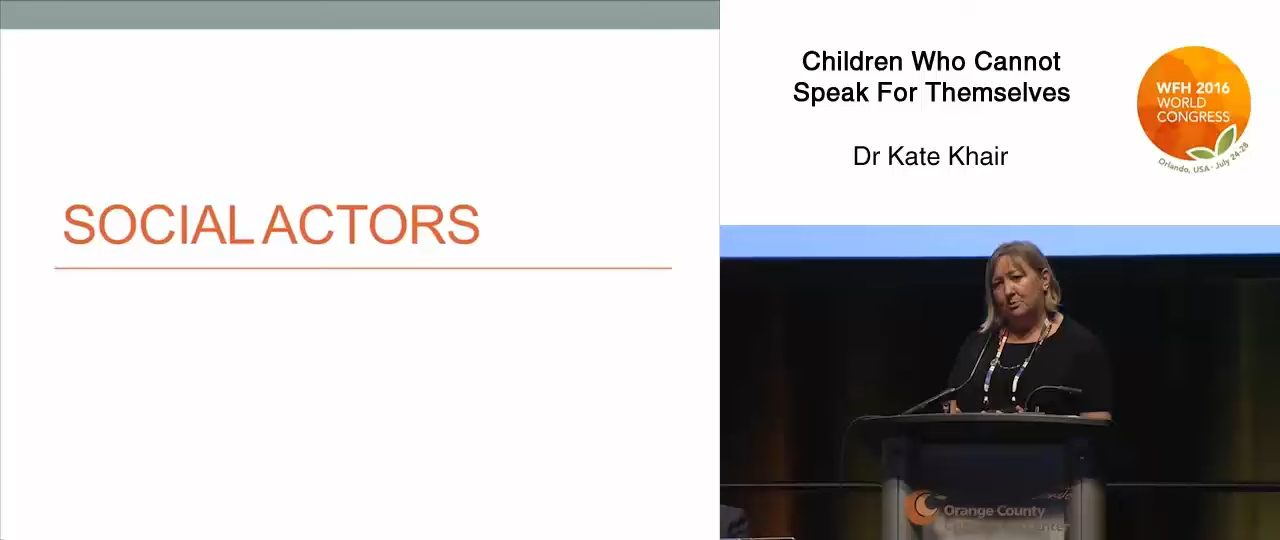 SOCIAL ACTORS
Children Who Cannot
Speak For Themselves
Dr Kate Khair
WFH 2016
WORLD
CONGRESS
Orlando, USA · July 24-28
Orange County